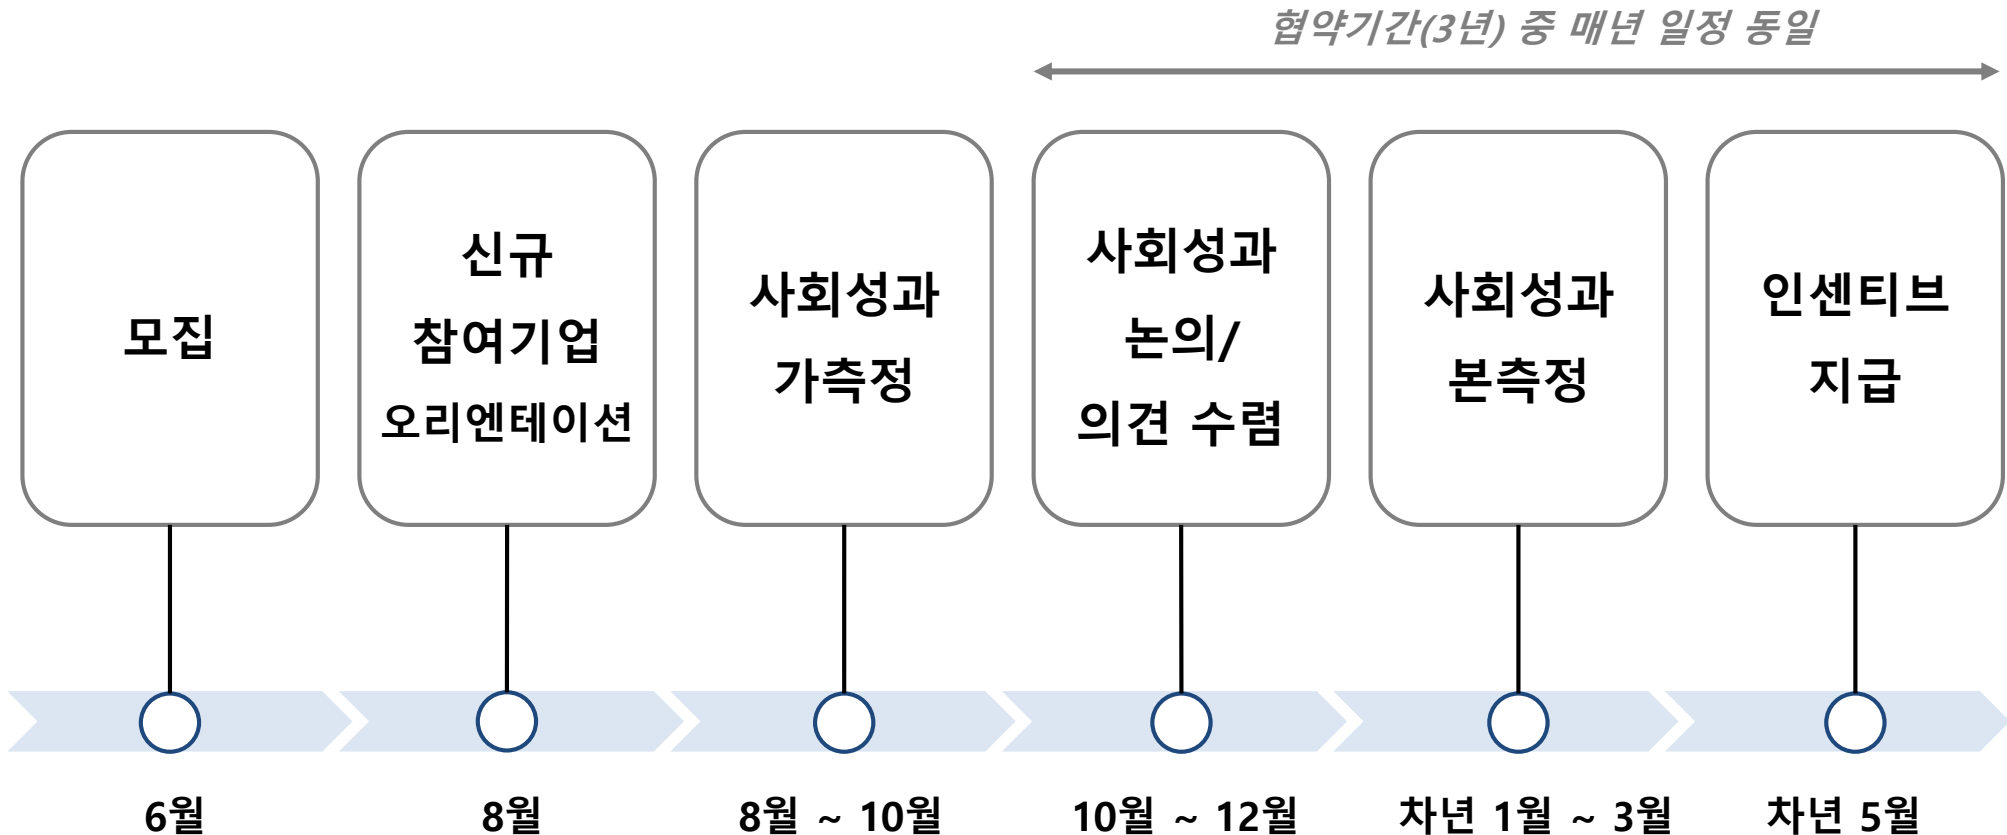 협약기간(3년) 중 매년 일정 동일
모집
신규
참여기업
오리엔테이션
사회성과
가측정
사회성과
논의/
의견 수렴
사회성과
본측정
인센티브
지급
6월
8월
8월 ~ 10월
10월 ~ 12월
차년 1월 ~ 3월
차년 5월